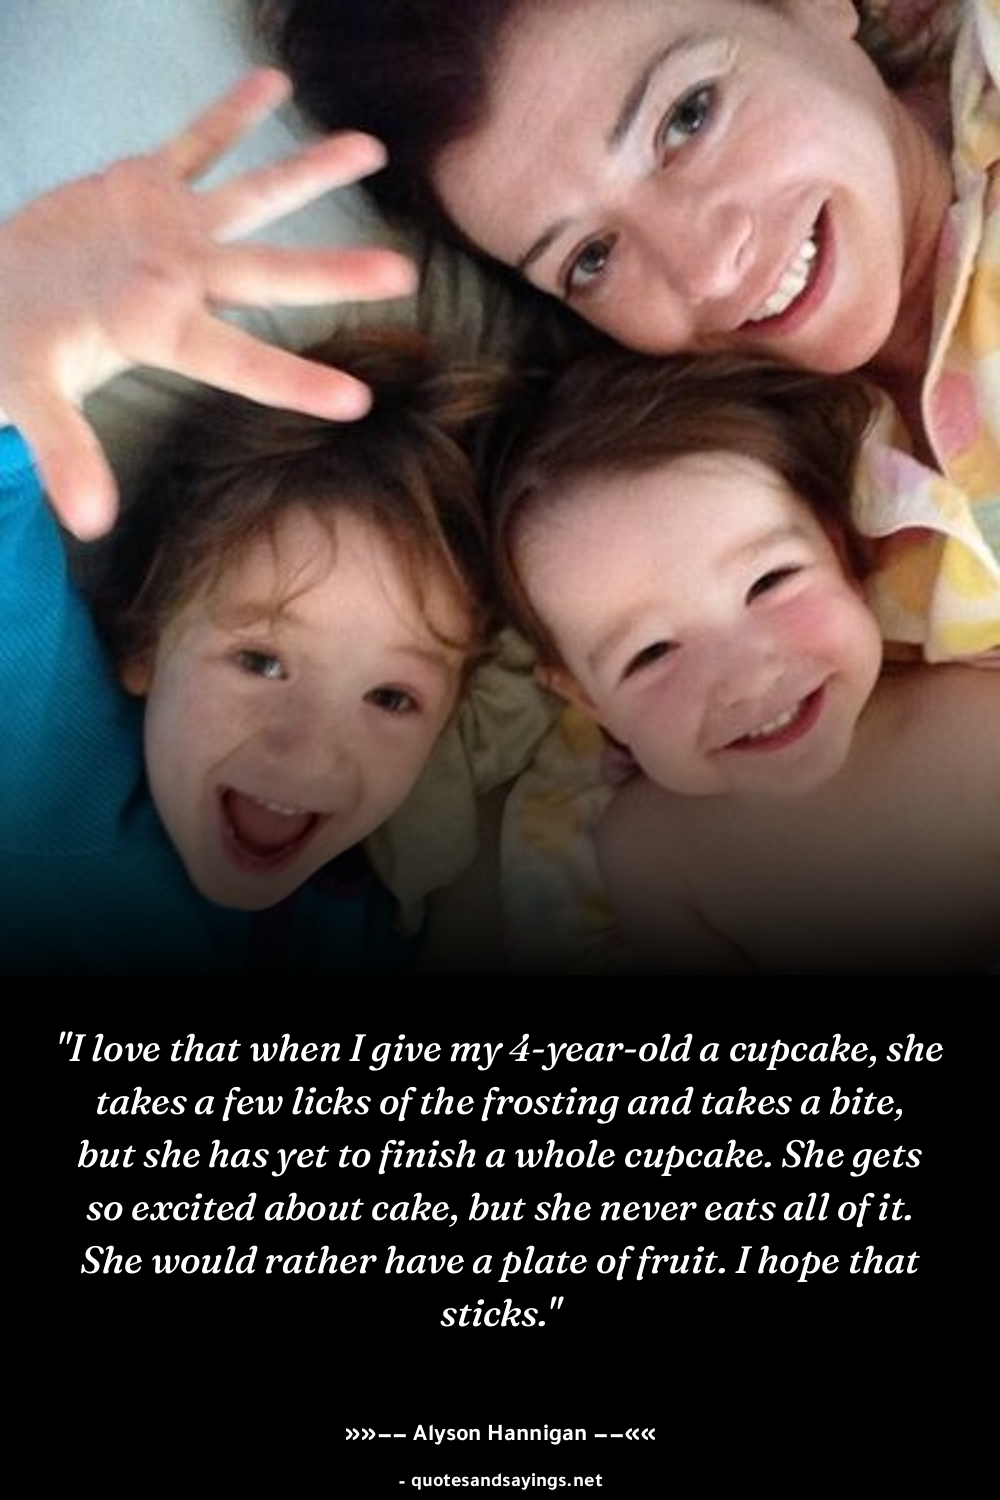 "I love that when I give my 4-year-old a cupcake, she
takes a few licks of the frosting and takes a bite,
but she has yet to finish a whole cupcake. She gets
so excited about cake, but she never eats all of it.
She would rather have a plate of fruit. I hope that
sticks."
»»–– Alyson Hannigan ––««
- quotesandsayings.net